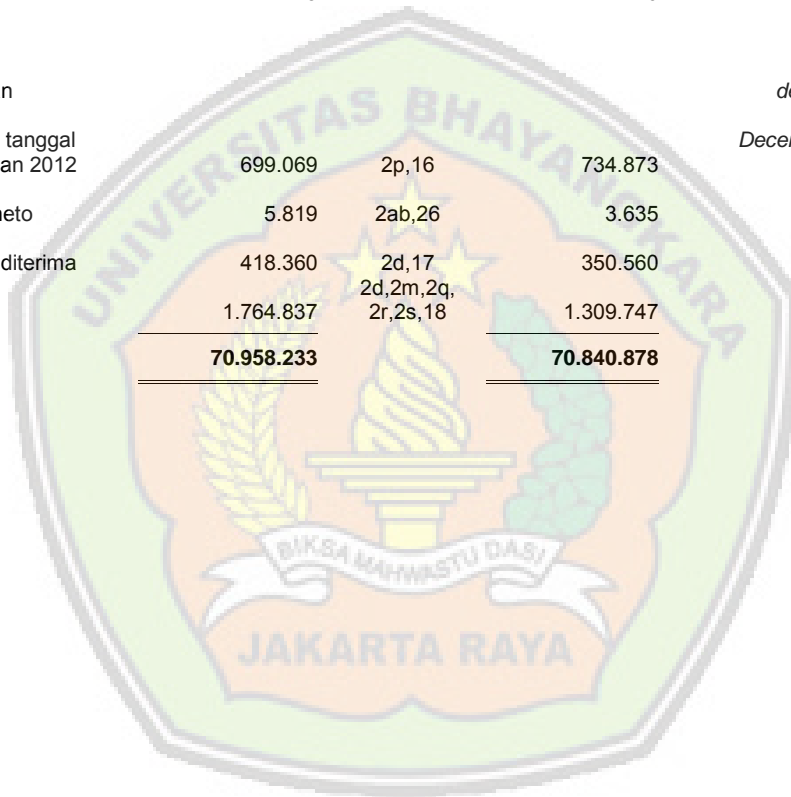 n
de
tanggal
Decem
an 2012 699.069 2p,16 734.873
neto 5.819 2ab,26 3.635
diterima 418.360 2d,17 350.560
2d,2m,2q,
1.764.837 2r,2s,18 1.309.747
70.958.233 70.840.878
UNIVERSITAS BHAYANGKARA
BIKSA MAHWASTU DASI
JAKARTA RAYA